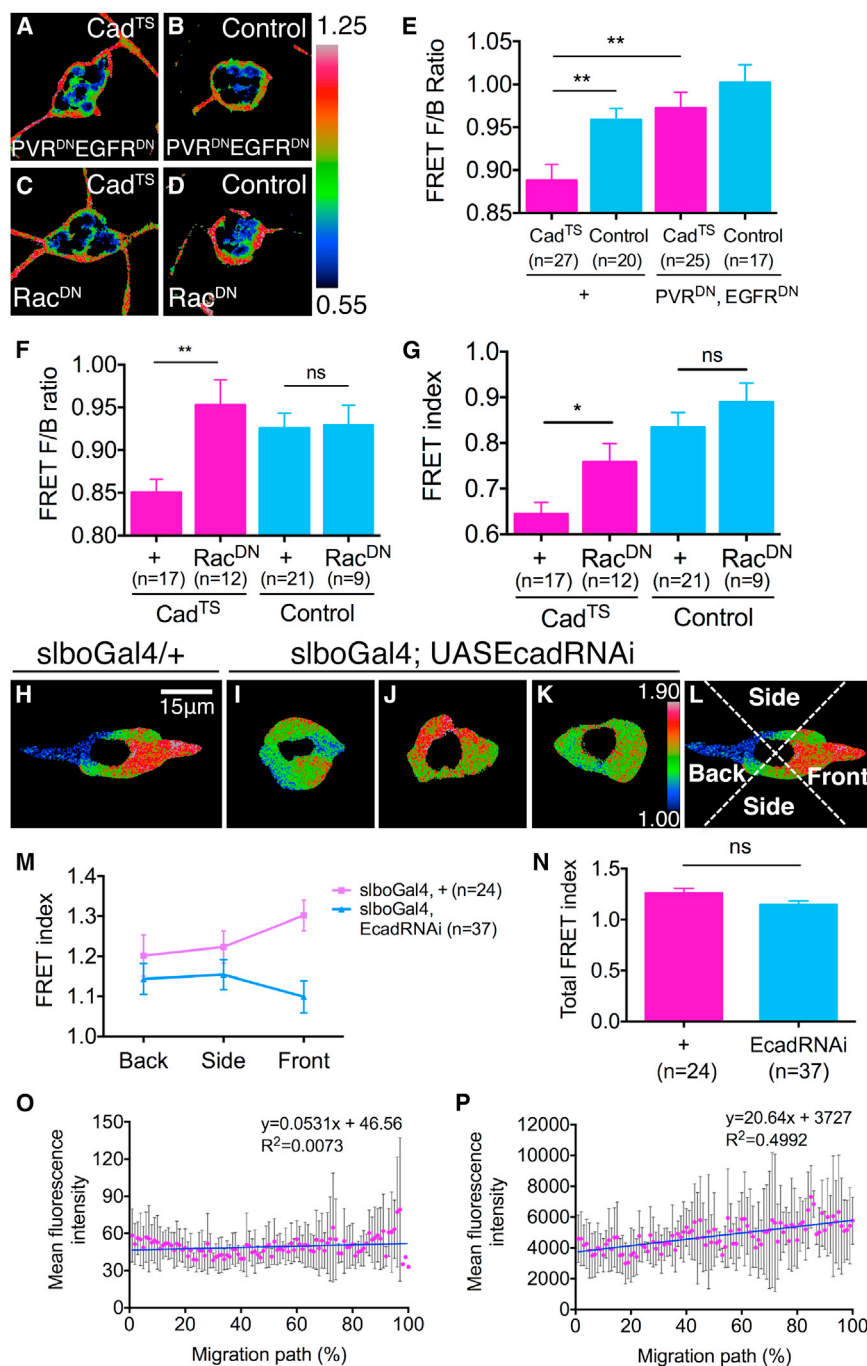 A Cad^TS
PVR^DN EGFR^DN
B Control
PVR^DN EGFR^DN
1.25
0.55
C Cad^TS
Rac^DN
D Control
Rac^DN
E
FRET F/B Ratio
1.05
1.00
0.95
0.90
0.85
**
**
Cad^TS Control Cad^TS Control
(n=27) (n=20) (n=25) (n=17)
+ PVR^DN, EGFR^DN
F
FRET F/B ratio
1.00
0.95
0.90
0.85
0.80
**
ns
+ Rac^DN + Rac^DN
(n=17) (n=12) (n=21) (n=9)
Cad^TS Control
G
FRET index
1.0
0.9
0.8
0.7
0.6
*
ns
+ Rac^DN + Rac^DN
(n=17) (n=12) (n=21) (n=9)
Cad^TS Control
slboGal4/+ slboGal4; UASEcadRNAi
H
15μm
I
J
K
1.90
1.00
L
Side
Back Front
Side
M
FRET index
1.4
1.3
1.2
1.1
1.0
Back Side Front
slboGal4, + (n=24)
slboGal4,
EcadRNAi (n=37)
N
Total FRET index
1.5
1.0
0.5
0.0
ns
+ EcadRNAi
(n=24) (n=37)
O
Mean fluorescence
intensity
150
120
90
60
30
0
y=0.0531x + 46.56
R²=0.0073
0 20 40 60 80 100
Migration path (%)
P
Mean fluorescence
intensity
12000
10000
8000
6000
4000
2000
0
y=20.64x + 3727
R²=0.4992
0 20 40 60 80 100
Migration path (%)